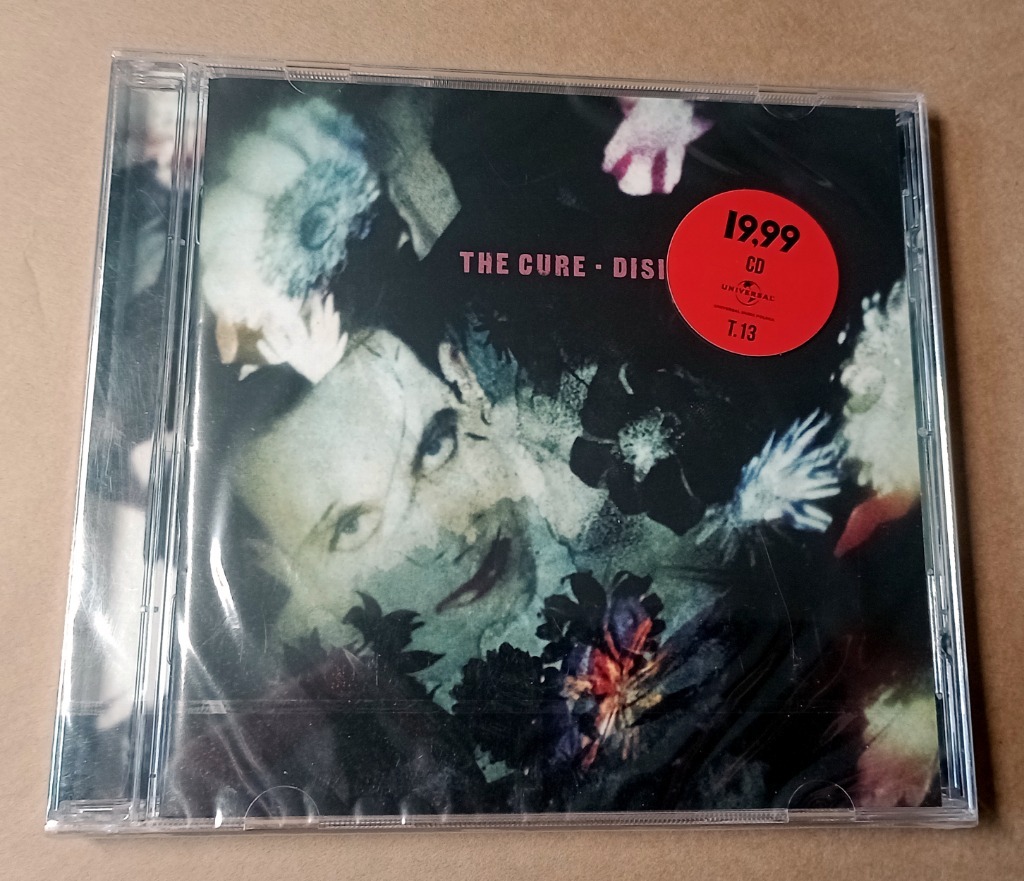 THE CURE · DISI
19,99
CD
UNIVERSAL
T.13